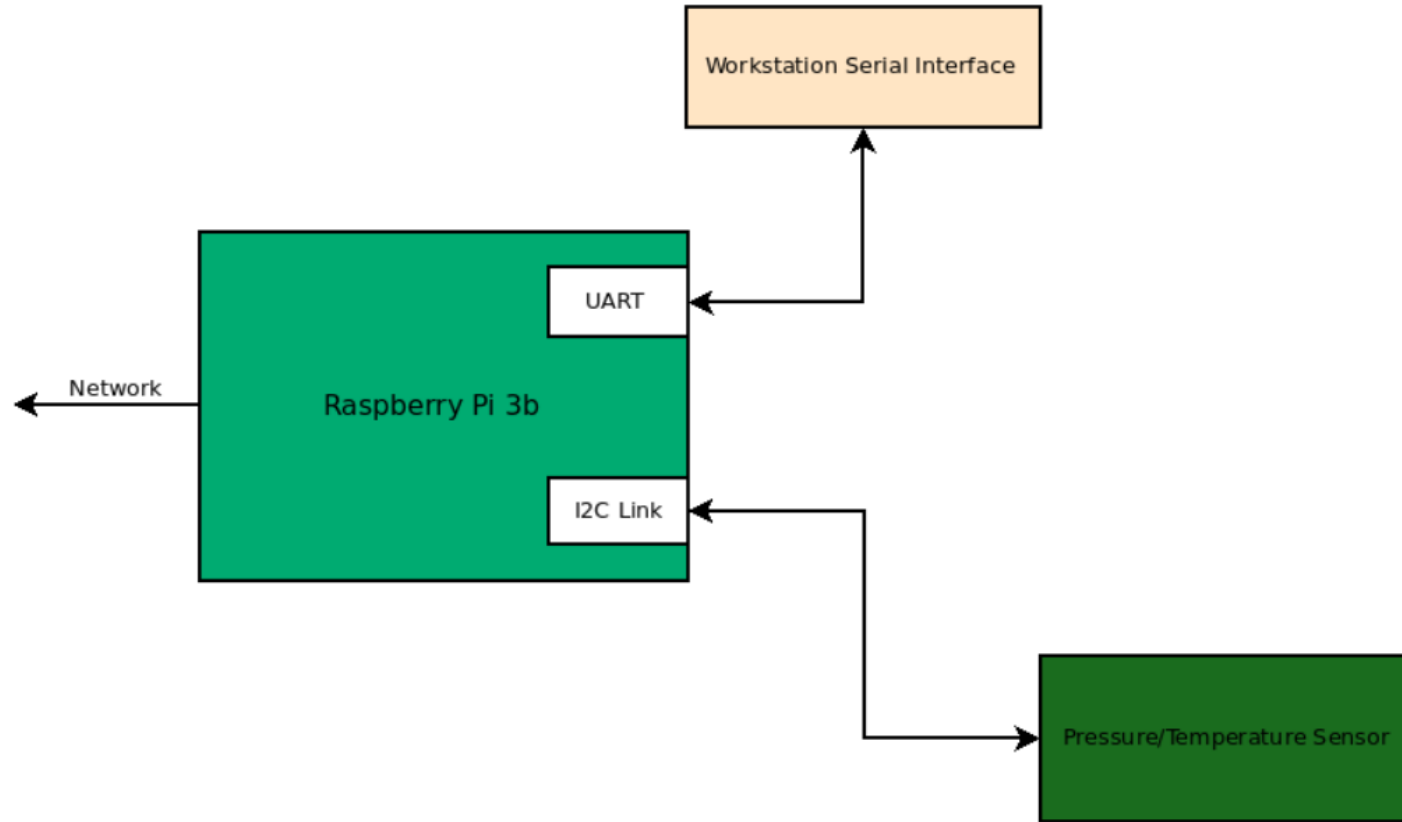 Workstation Serial Interface
UART
Network
Raspberry Pi 3b
I2C Link
Pressure/Temperature Sensor